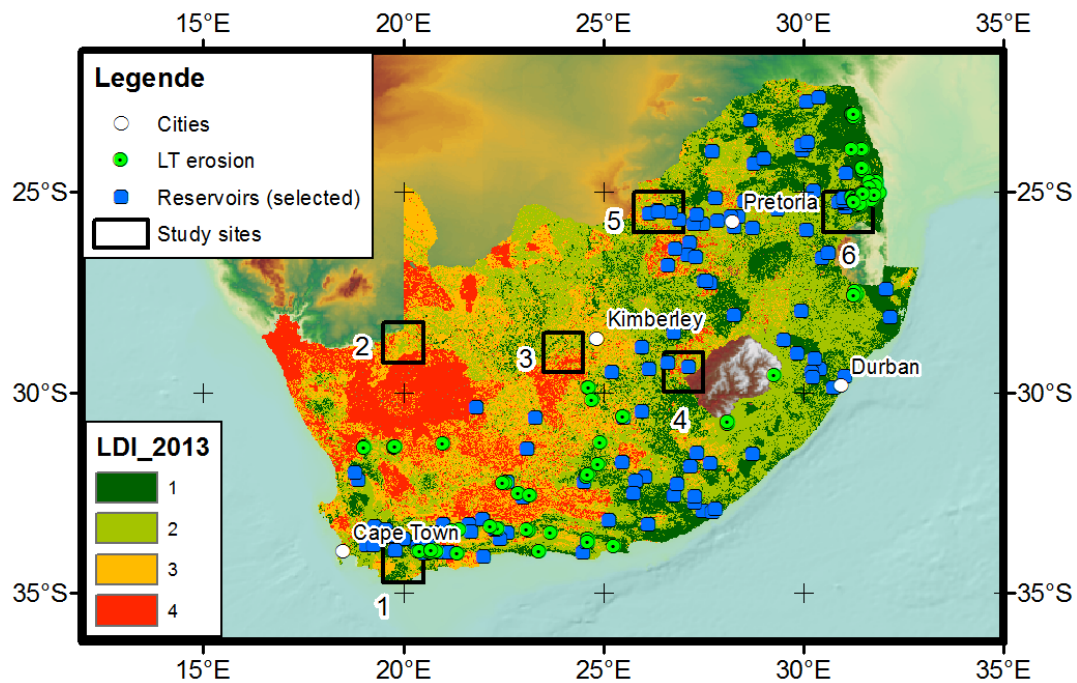 15°E 20°E 25°E 30°E 35°E
Legende
Cities
LT erosion
Reservoirs (selected)
Study sites
25°S 25°S
5
Pretoria
6
Kimberley
2
3
30°S 30°S
Durban
4
LDI_2013
1
2
3
4
Cape Town
35°S 35°S
1
15°E 20°E 25°E 30°E 35°E